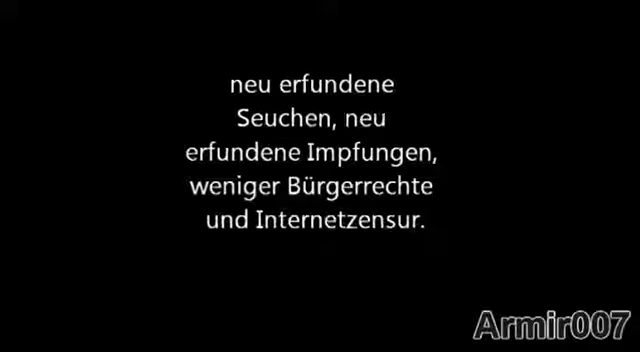 neu erfundene
Seuchen, neu
erfundene Impfungen,
weniger Bürgerrechte
und Internetzensur.
Armir007